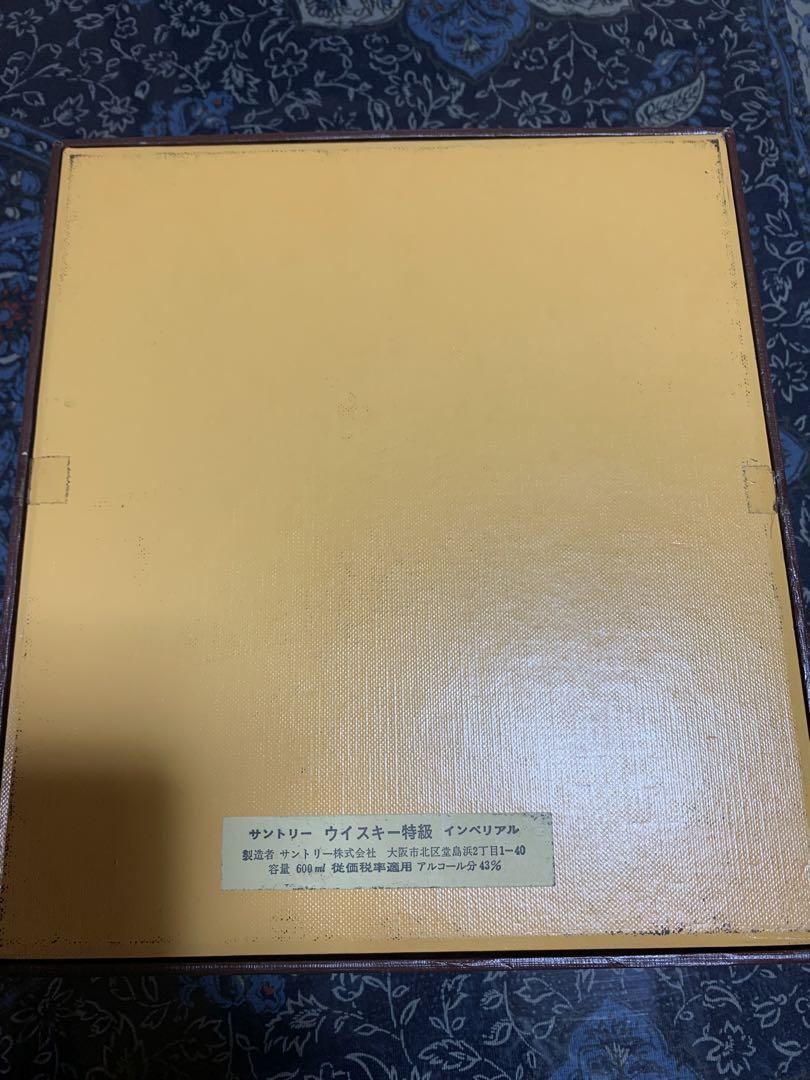 サントリー ウイスキー特級 インペリアル
製造者 サントリー株式会社 大阪市北区堂島浜2丁目1-40
容量 600ml 従価税率適用 アルコール分43%